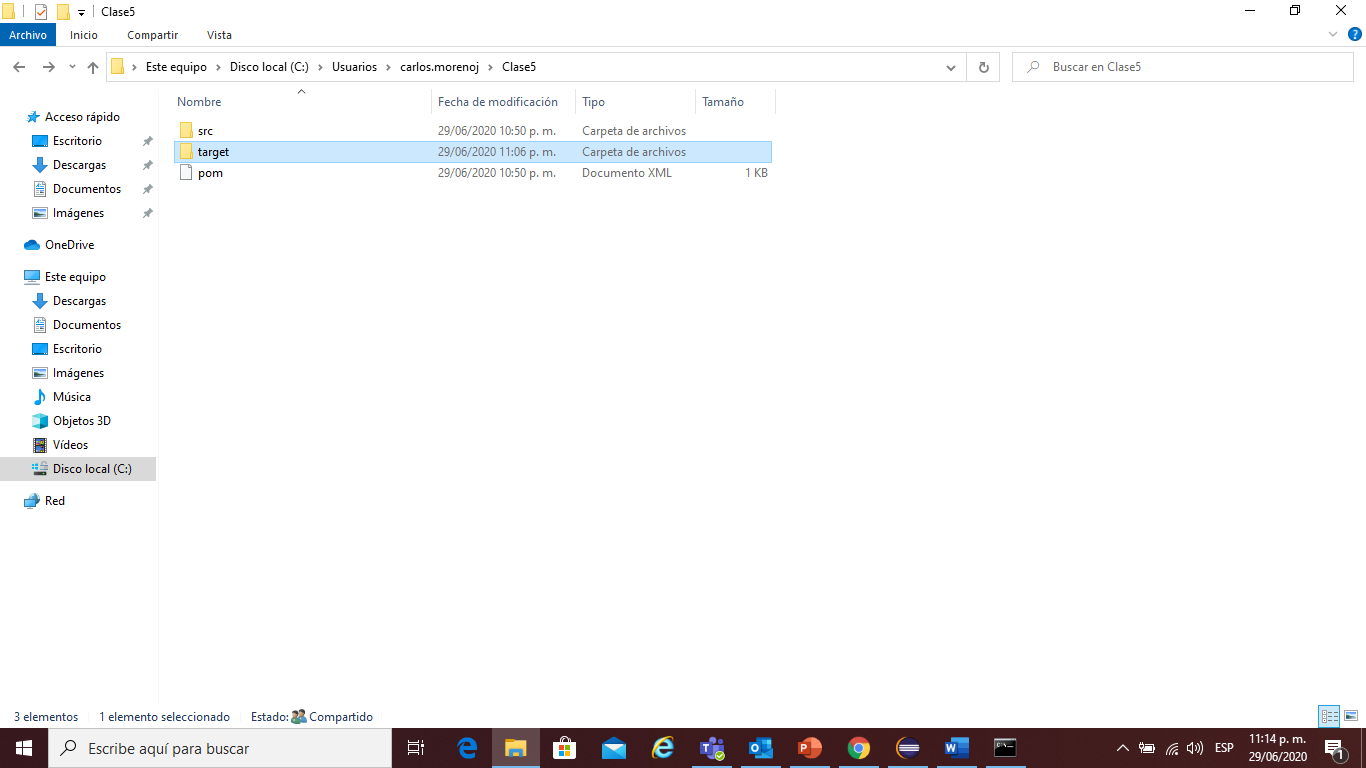 Clase5
Archivo Inicio Compartir Vista
Este equipo Disco local (C:) Usuarios carlos.morenoj Clase5 Buscar en Clase5
Nombre Fecha de modificación Tipo Tamaño
src 29/06/2020 10:50 p. m. Carpeta de archivos
target 29/06/2020 11:06 p. m. Carpeta de archivos
pom 29/06/2020 10:50 p. m. Documento XML 1 KB
Acceso rápido
Escritorio
Descargas
Documentos
Imágenes
OneDrive
Este equipo
Descargas
Documentos
Escritorio
Imágenes
Música
Objetos 3D
Vídeos
Disco local (C:)
Red
3 elementos 1 elemento seleccionado Estado: Compartido
Escribe aquí para buscar ESP 11:14 p. m.
29/06/2020 1